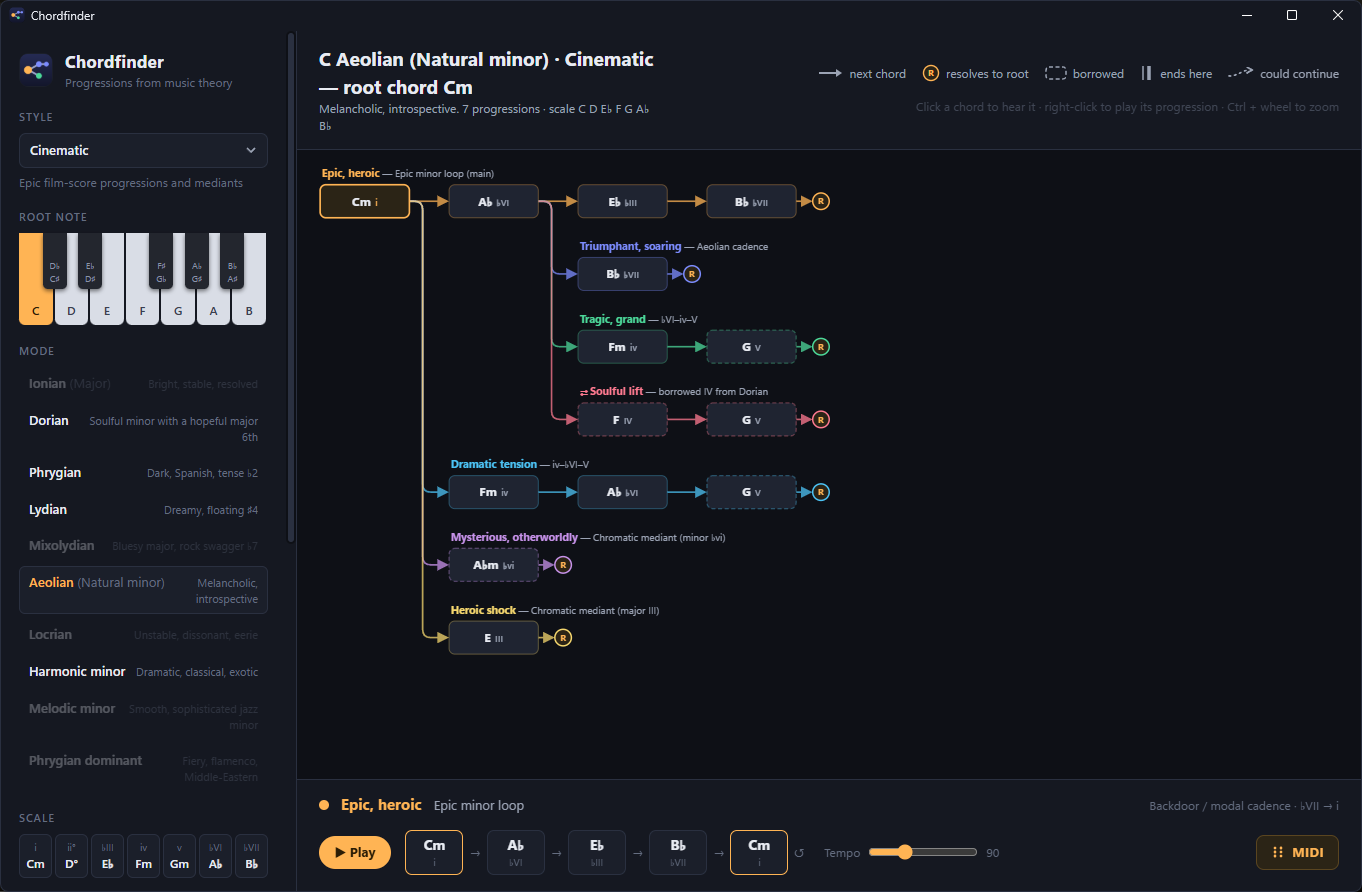 Chordfinder
Chordfinder
Progressions from music theory
STYLE
Cinematic
Epic film-score progressions and mediants
ROOT NOTE
D♭ E♭ F♯ A♭ B♭
C♯ D♯ G♭ G♯ A♯
C D E F G A B
MODE
Ionian (Major) Bright, stable, resolved
Dorian Soulful minor with a hopeful major
6th
Phrygian Dark, Spanish, tense ♭2
Lydian Dreamy, floating ♯4
Mixolydian Bluesy major, rock swagger ♭7
Aeolian (Natural minor) Melancholic,
introspective
Locrian Unstable, dissonant, eerie
Harmonic minor Dramatic, classical, exotic
Melodic minor Smooth, sophisticated jazz
minor
Phrygian dominant Fiery, flamenco,
Middle-Eastern
SCALE
i ii° ♭III iv v ♭VI ♭VII
Cm D° E♭ Fm Gm A♭ B♭
C Aeolian (Natural minor) · Cinematic
— root chord Cm
Melancholic, introspective. 7 progressions · scale C D E♭ F G A♭
B♭
→ next chord R resolves to root borrowed ends here could continue
Click a chord to hear it · right-click to play its progression · Ctrl + wheel to zoom
Epic, heroic — Epic minor loop (main)
Cm i A♭ ♭VI E♭ ♭III B♭ ♭VII R
Triumphant, soaring — Aeolian cadence
B♭ ♭VII R
Tragic, grand — ♭VI–iv–V
Fm iv G V R
⇄ Soulful lift — borrowed IV from Dorian
F IV G V R
Dramatic tension — iv–♭VI–V
Fm iv A♭ ♭VI G V R
Mysterious, otherworldly — Chromatic mediant (minor ♭vi)
A♭m ♭vi R
Heroic shock — Chromatic mediant (major III)
E III R
Epic, heroic Epic minor loop
Backdoor / modal cadence · ♭VII → i
▶ Play
Cm → A♭ → E♭ → B♭ → Cm ↺
i ♭VI ♭III ♭VII i
Tempo 90
MIDI